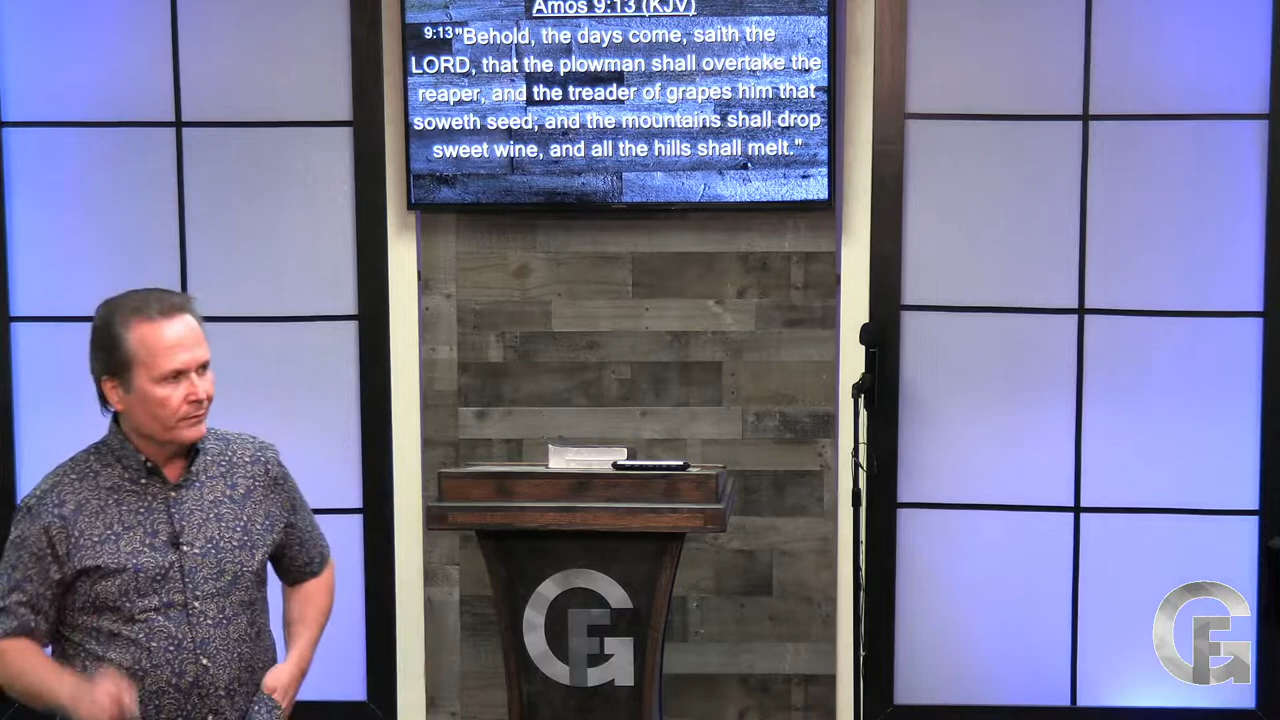 Amos 9:13 (KJV)
9:13"Behold, the days come, saith the
LORD, that the plowman shall overtake the
reaper, and the treader of grapes him that
soweth seed; and the mountains shall drop
sweet wine, and all the hills shall melt."
GF
GF